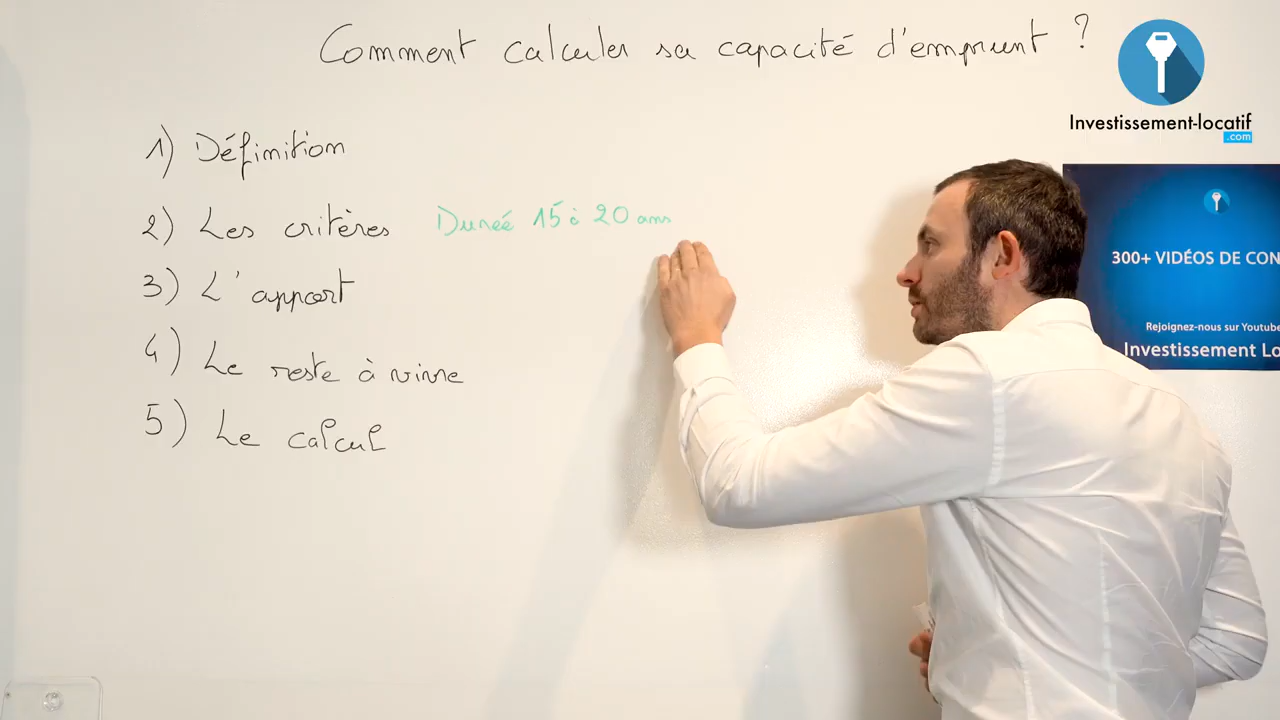 Comment calculer sa capacité d'emprunt ?
Investissement-locatif
.com
1) Définition
2) Les critères Dureé 15 à 20 ans
3) L'apport
4) Le reste à vivre
5) Le calcul
300+ VIDÉOS DE CON
Rejoignez-nous sur Youtube
Investissement Lo